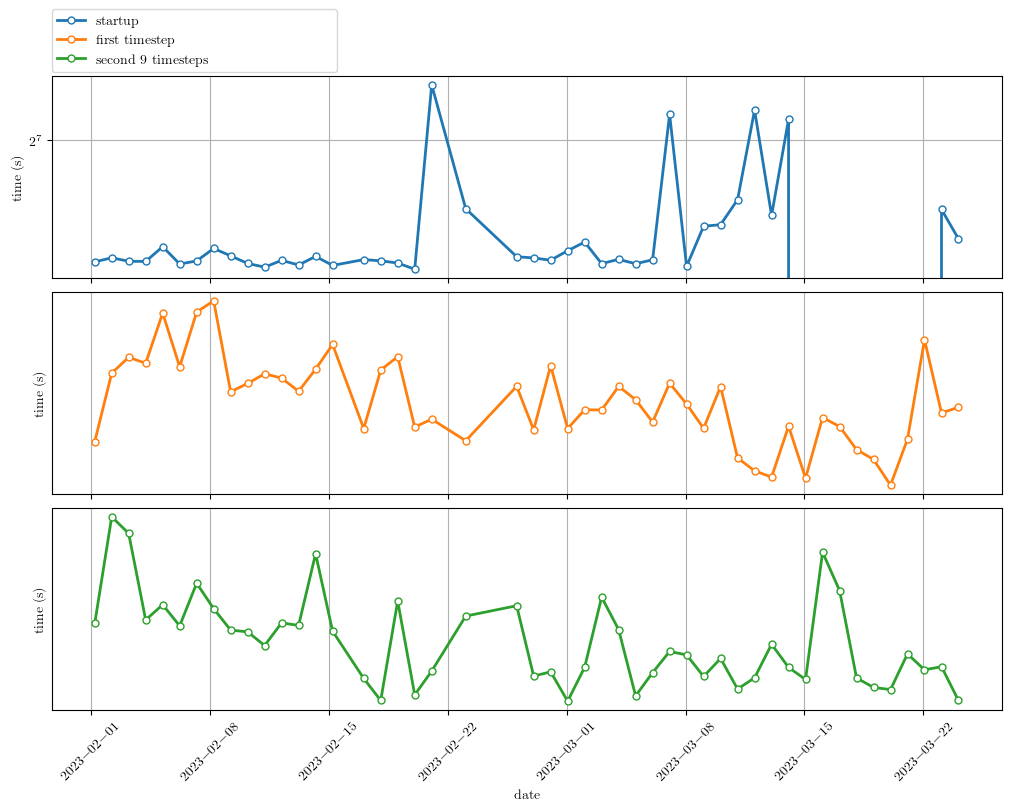 startup
first timestep
second 9 timesteps
2^7
time (s)
time (s)
time (s)
2023−02−01
2023−02−08
2023−02−15
2023−02−22
2023−03−01
2023−03−08
2023−03−15
2023−03−22
date